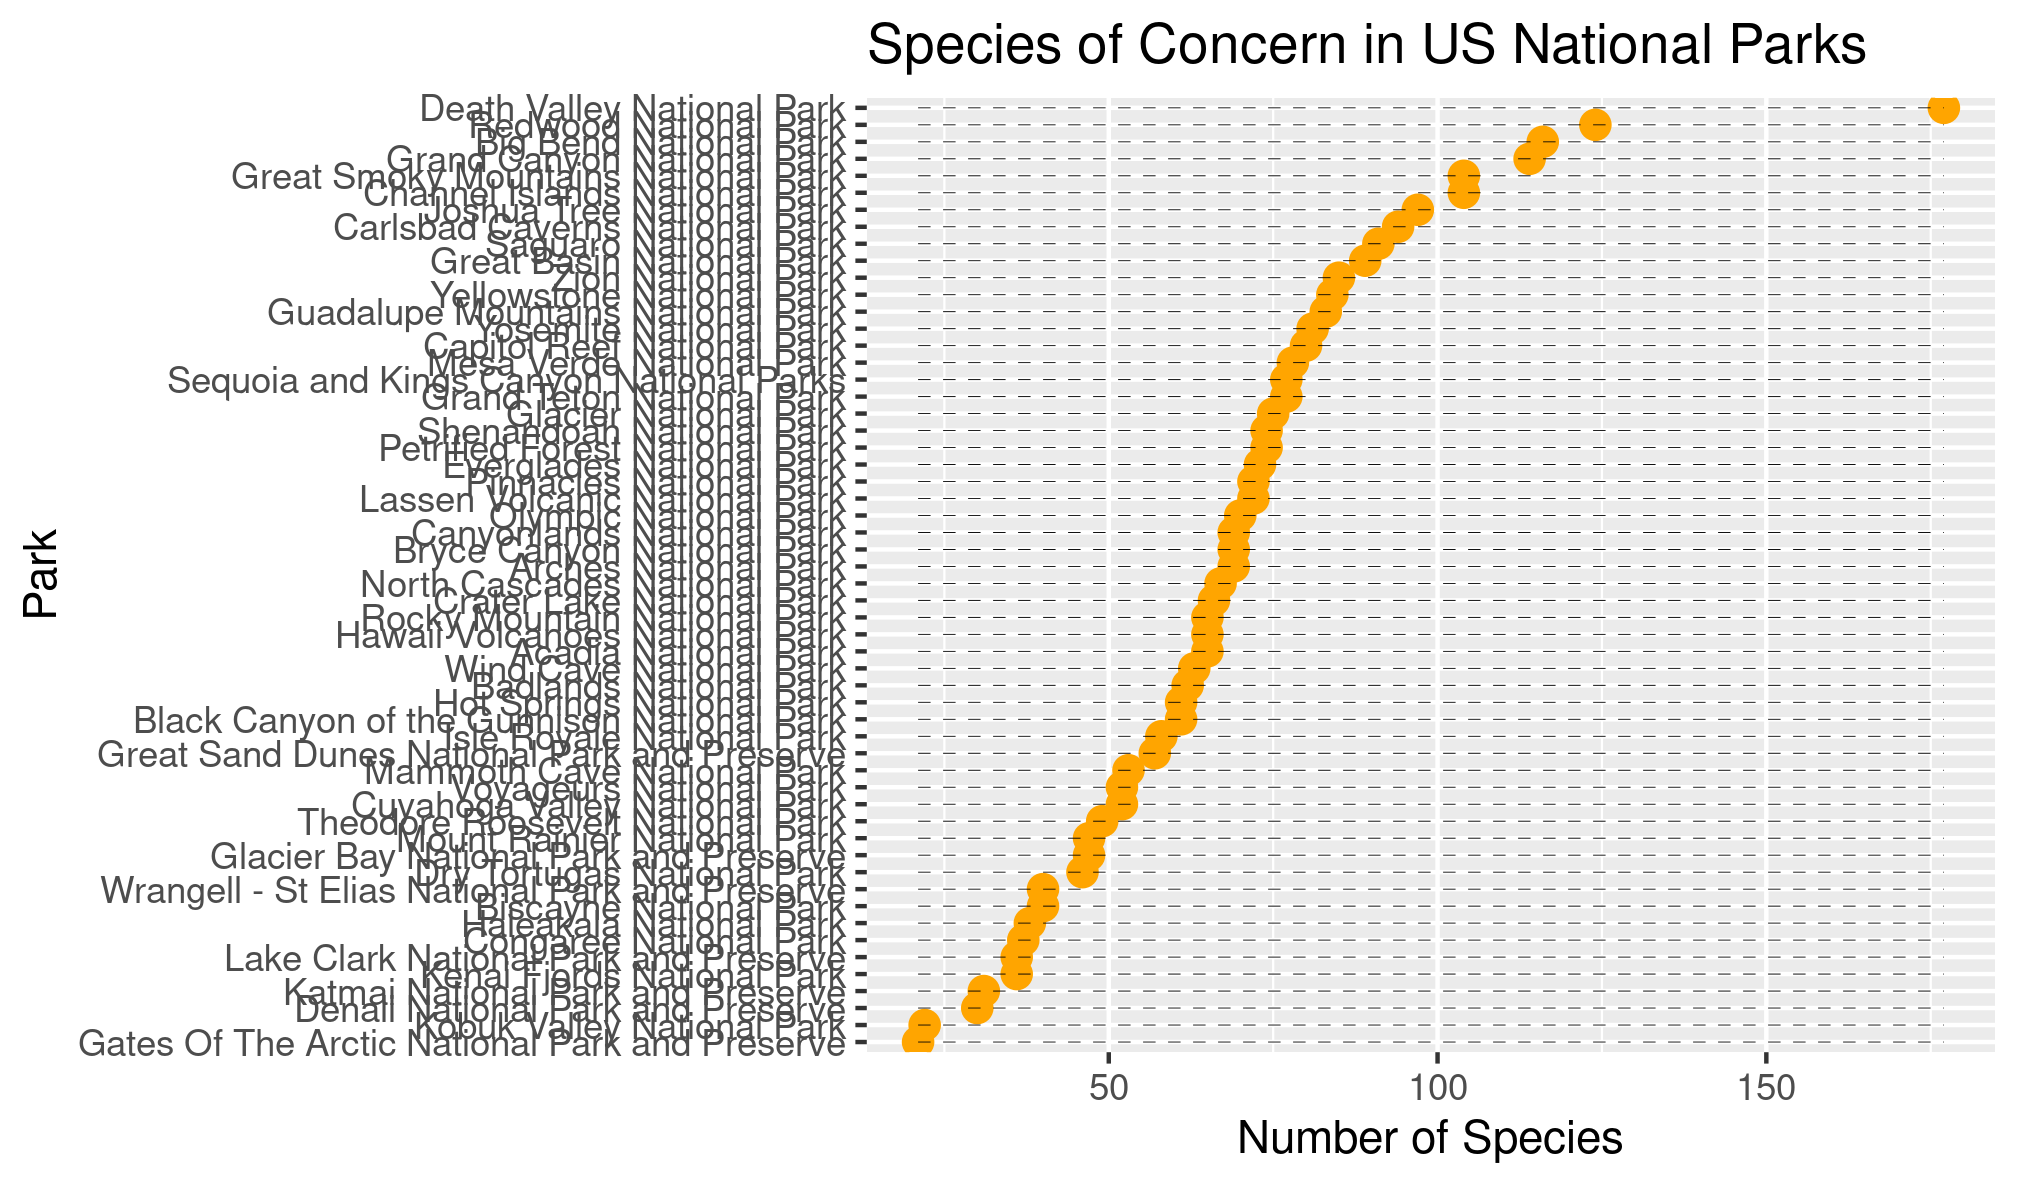 Species of Concern in US National Parks
Park
Death Valley National Park
Redwood National Park
Big Bend National Park
Grand Canyon National Park
Great Smoky Mountains National Park
Channel Islands National Park
Joshua Tree National Park
Carlsbad Caverns National Park
Saguaro National Park
Great Basin National Park
Zion National Park
Yellowstone National Park
Guadalupe Mountains National Park
Yosemite National Park
Capitol Reef National Park
Mesa Verde National Park
Sequoia and Kings Canyon National Parks
Grand Teton National Park
Glacier National Park
Shenandoah National Park
Petrified Forest National Park
Everglades National Park
Pinnacles National Park
Lassen Volcanic National Park
Olympic National Park
Canyonlands National Park
Bryce Canyon National Park
Arches National Park
North Cascades National Park
Crater Lake National Park
Rocky Mountain National Park
Hawaii Volcanoes National Park
Acadia National Park
Wind Cave National Park
Badlands National Park
Hot Springs National Park
Black Canyon of the Gunnison National Park
Isle Royale National Park
Great Sand Dunes National Park and Preserve
Mammoth Cave National Park
Voyageurs National Park
Cuyahoga Valley National Park
Theodore Roosevelt National Park
Mount Rainier National Park
Glacier Bay National Park and Preserve
Dry Tortugas National Park
Wrangell - St Elias National Park and Preserve
Biscayne National Park
Haleakala National Park
Congaree National Park
Lake Clark National Park and Preserve
Kenai Fjords National Park
Katmai National Park and Preserve
Denali National Park and Preserve
Kobuk Valley National Park
Gates Of The Arctic National Park and Preserve
50 100 150
Number of Species